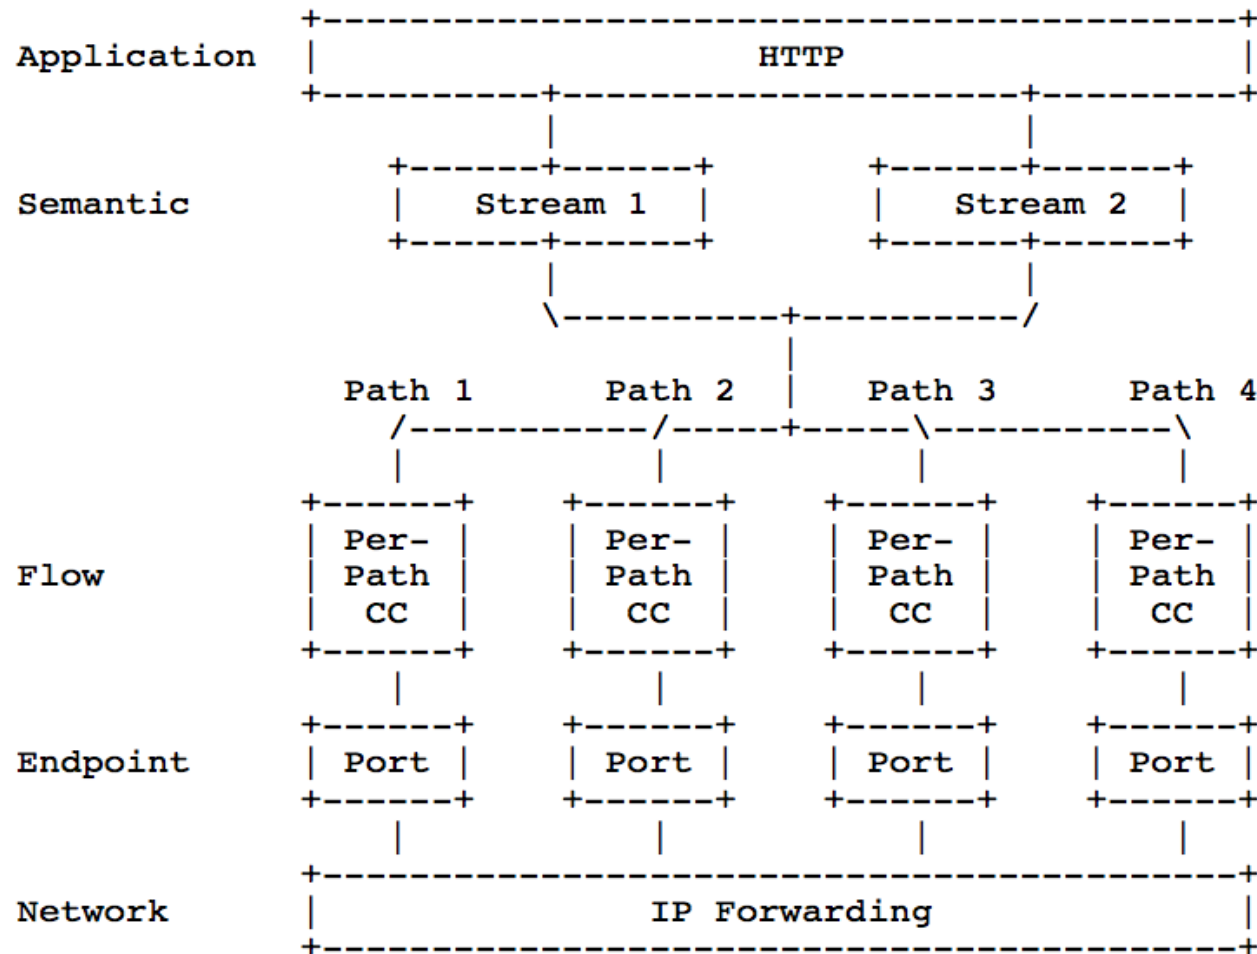 +-------------------------------------------+
Application | HTTP |
+-----------+----------------------+---------+
| |
+------+------+ +------+------+
Semantic | Stream 1 | | Stream 2 |
+------+------+ +------+------+
| |
\----------+----------/
|
Path 1 Path 2 | Path 3 Path 4
/-----------/-----+-----\-----------\
| | | |
+------+ +------+ +------+ +------+
| Per- | | Per- | | Per- | | Per- |
Flow | Path | | Path | | Path | | Path |
| CC | | CC | | CC | | CC |
+------+ +------+ +------+ +------+
| | | |
+------+ +------+ +------+ +------+
Endpoint | Port | | Port | | Port | | Port |
+------+ +------+ +------+ +------+
| | | |
+-------------------------------------------+
Network | IP Forwarding |
+-------------------------------------------+